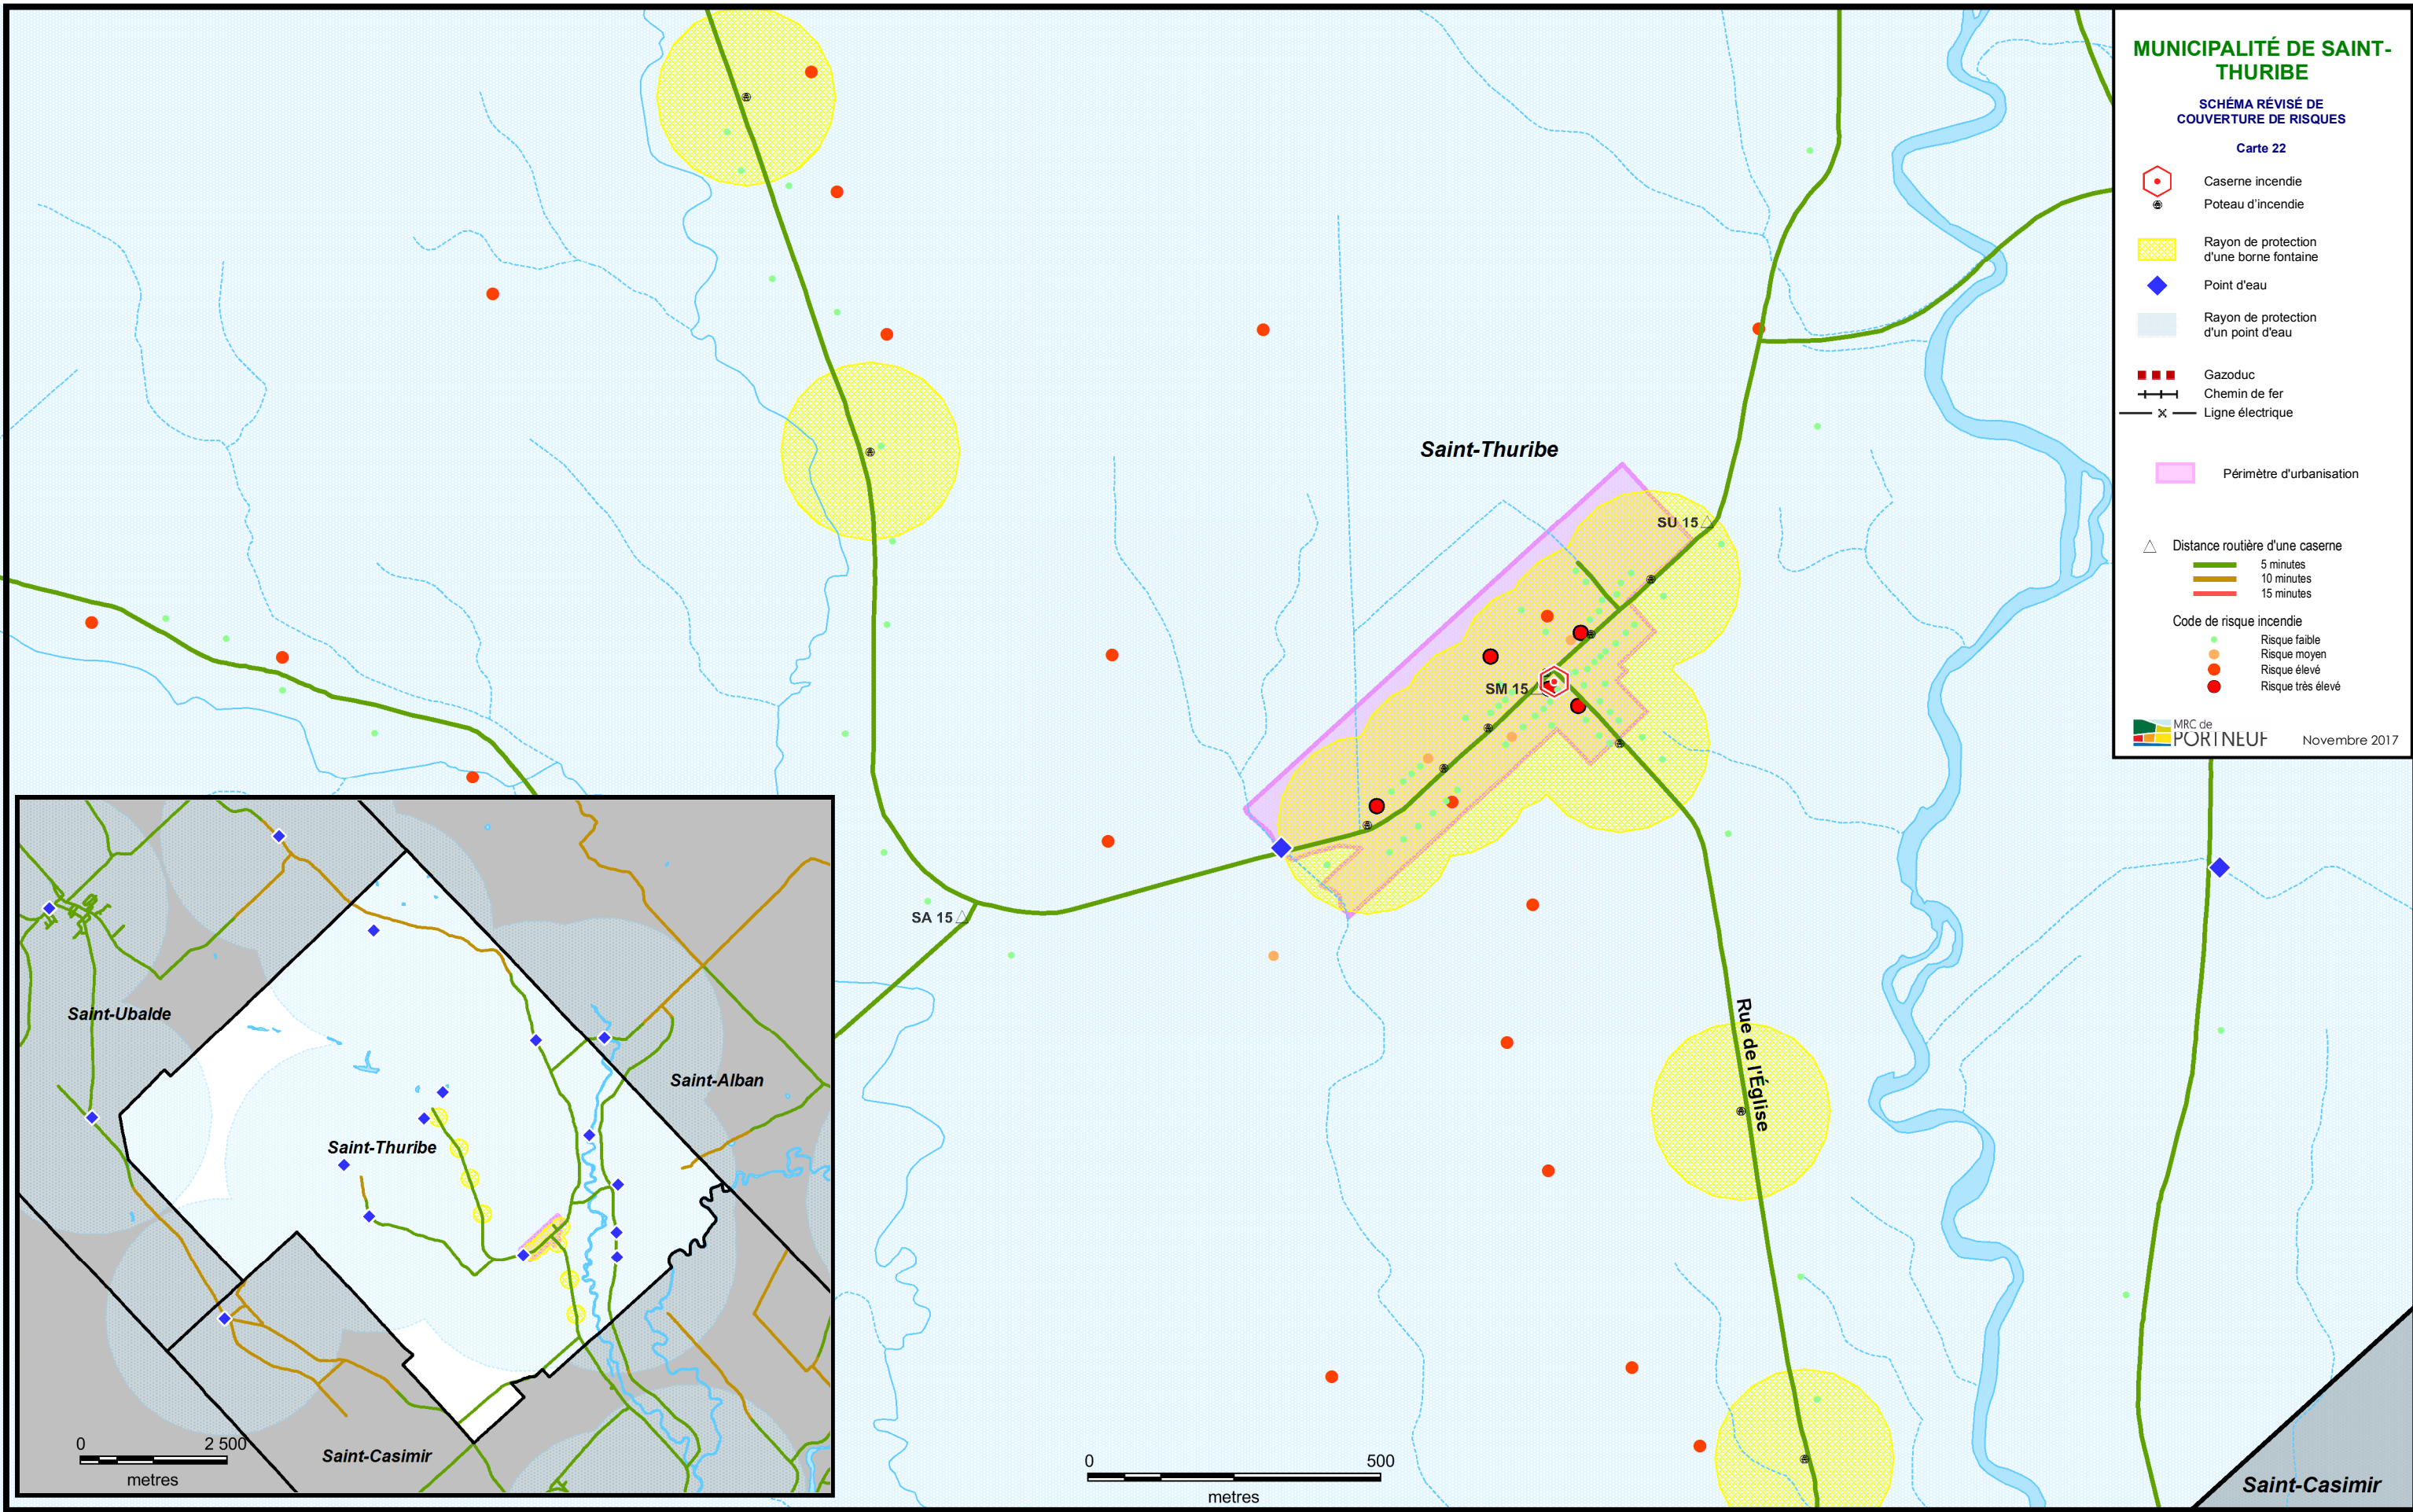 MUNICIPALITÉ DE SAINT-
THURIBE
SCHÉMA RÉVISÉ DE
COUVERTURE DE RISQUES
Carte 22
Caserne incendie
Poteau d'incendie
Rayon de protection
d'une borne fontaine
Point d'eau
Rayon de protection
d'un point d'eau
Gazoduc
Chemin de fer
Ligne électrique
Périmètre d'urbanisation
Distance routière d'une caserne
5 minutes
10 minutes
15 minutes
Code de risque incendie
Risque faible
Risque moyen
Risque élevé
Risque très élevé
MRC de
PORTNEUF
Novembre 2017
Saint-Thuribe
SU 15
SM 15
SA 15
Rue de l'Église
Saint-Casimir
0 500
metres
Saint-Ubalde
Saint-Alban
Saint-Thuribe
Saint-Casimir
0 2 500
metres